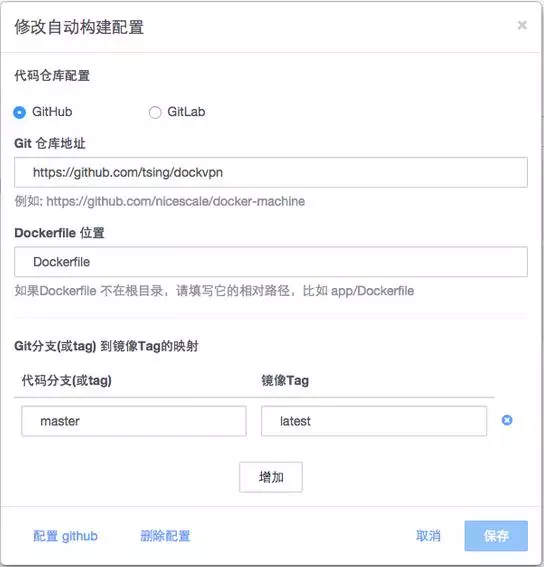 修改自动构建配置
代码仓库配置
GitHub GitLab
Git 仓库地址
https://github.com/tsing/dockvpn
例如: https://github.com/nicescale/docker-machine
Dockerfile 位置
Dockerfile
如果Dockerfile 不在根目录，请填写它的相对路径，比如 app/Dockerfile
Git分支(或tag) 到镜像Tag的映射
代码分支(或tag) 镜像Tag
master latest
增加
配置 github 删除配置 取消 保存